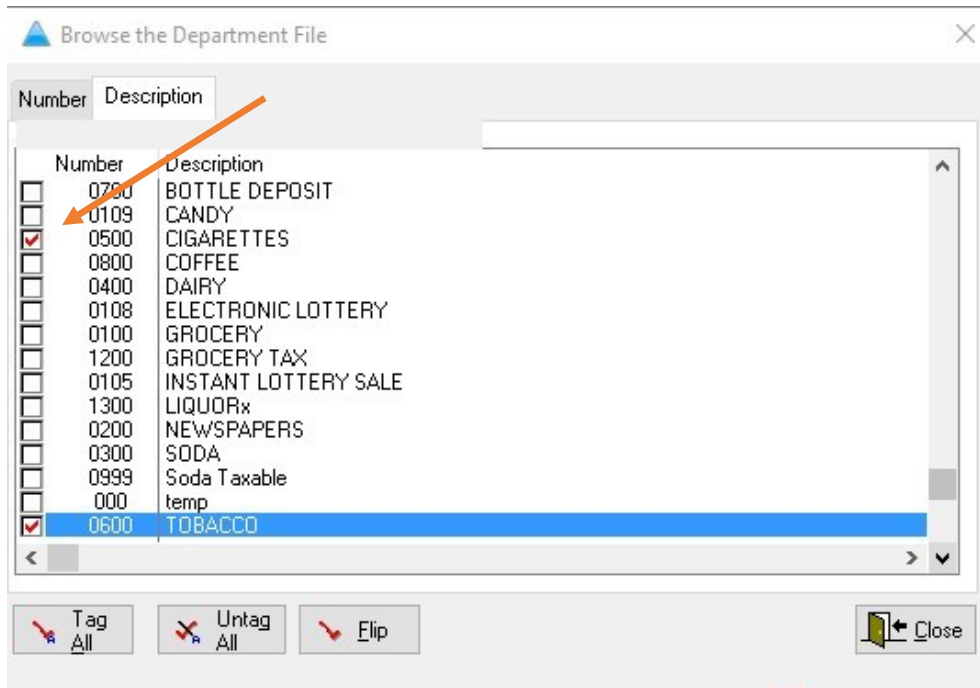 Browse the Department File
Number Description
Number Description
0700 BOTTLE DEPOSIT
0109 CANDY
0500 CIGARETTES
0800 COFFEE
0400 DAIRY
0108 ELECTRONIC LOTTERY
0100 GROCERY
1200 GROCERY TAX
0105 INSTANT LOTTERY SALE
1300 LIQUORx
0200 NEWSPAPERS
0300 SODA
0999 Soda Taxable
000 temp
0600 TOBACCO
Tag All
Untag All
Flip
Close